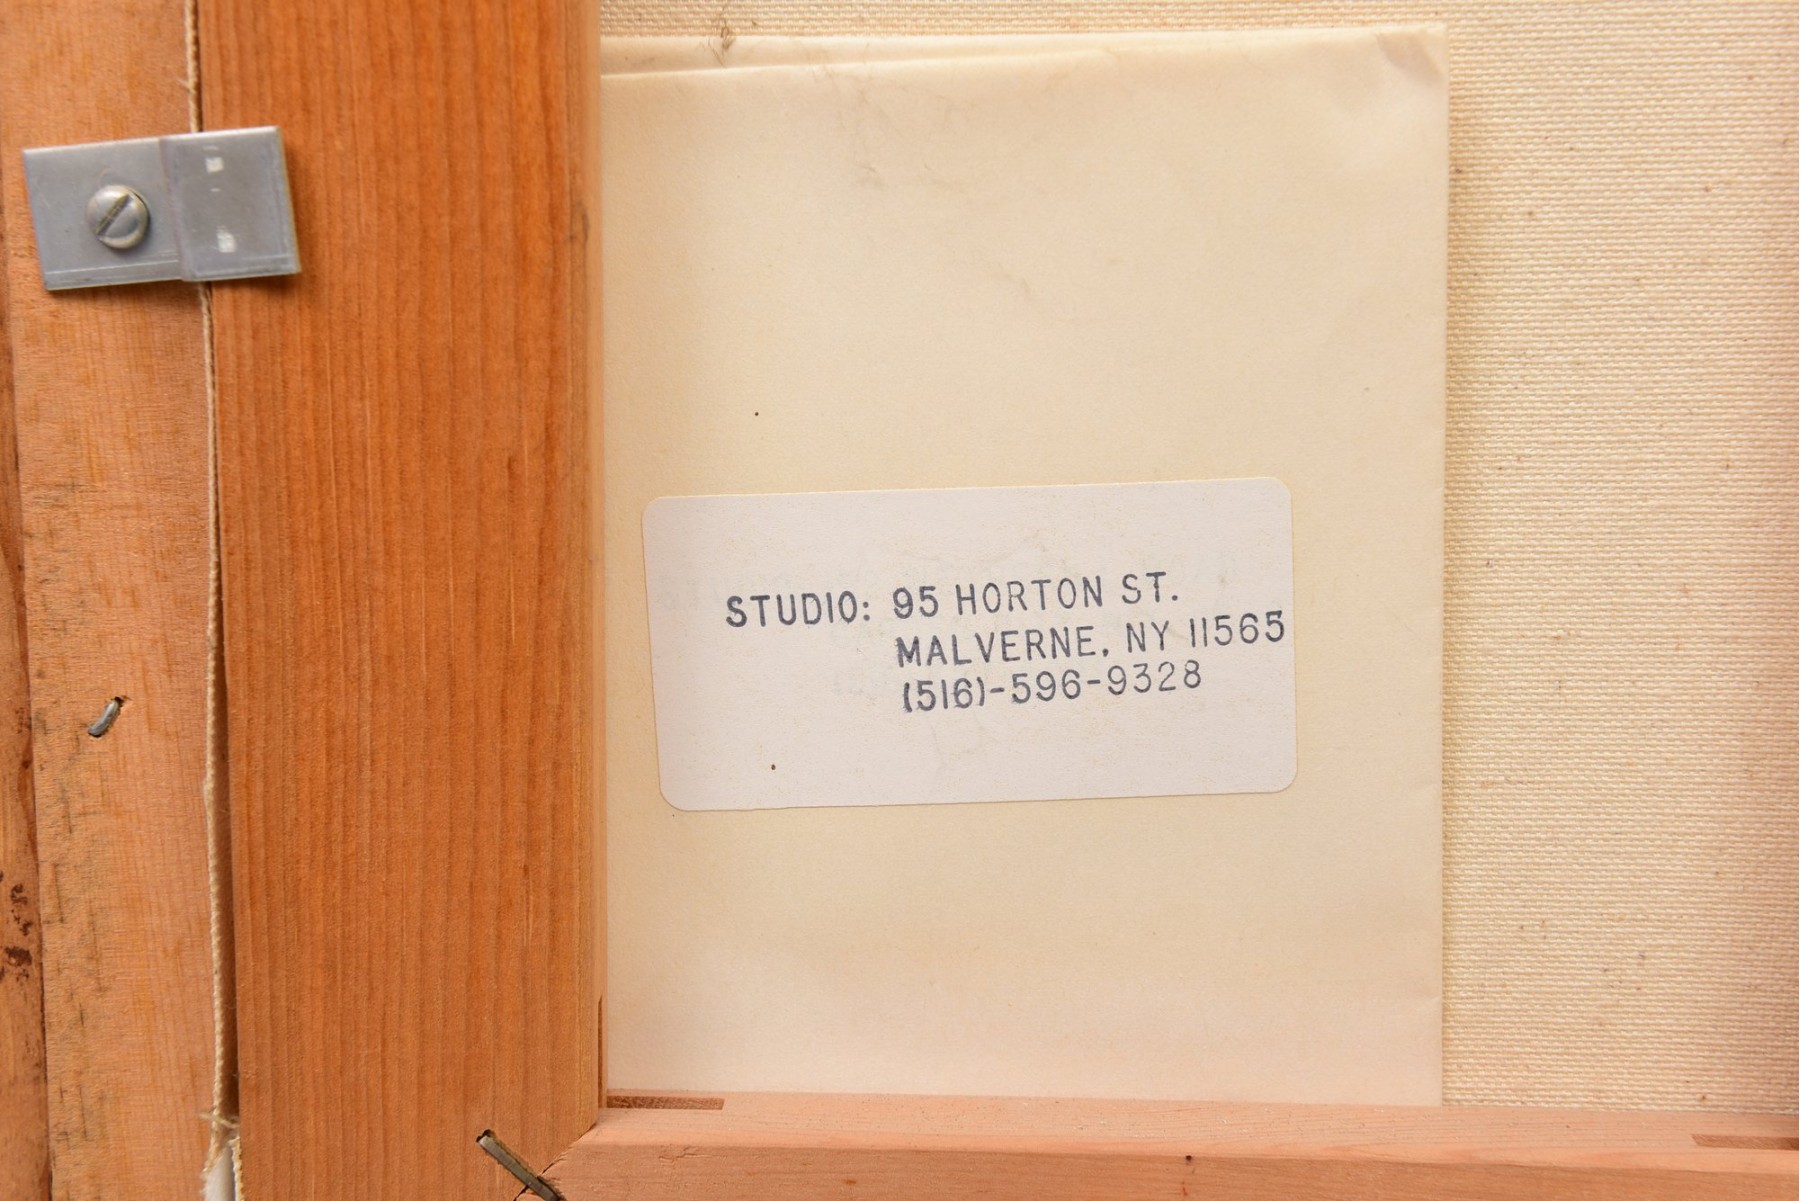 STUDIO: 95 HORTON ST.
MALVERNE, NY 11565
(516)-596-9328